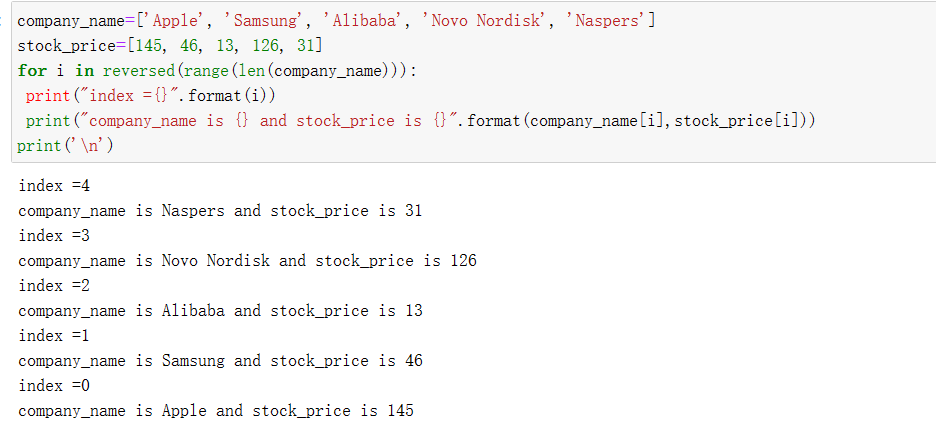 company_name=['Apple', 'Samsung', 'Alibaba', 'Novo Nordisk', 'Naspers']
stock_price=[145, 46, 13, 126, 31]
for i in reversed(range(len(company_name))):
 print("index ={}".format(i))
 print("company_name is {} and stock_price is {}".format(company_name[i],stock_price[i]))
print('\n')
index =4
company_name is Naspers and stock_price is 31
index =3
company_name is Novo Nordisk and stock_price is 126
index =2
company_name is Alibaba and stock_price is 13
index =1
company_name is Samsung and stock_price is 46
index =0
company_name is Apple and stock_price is 145